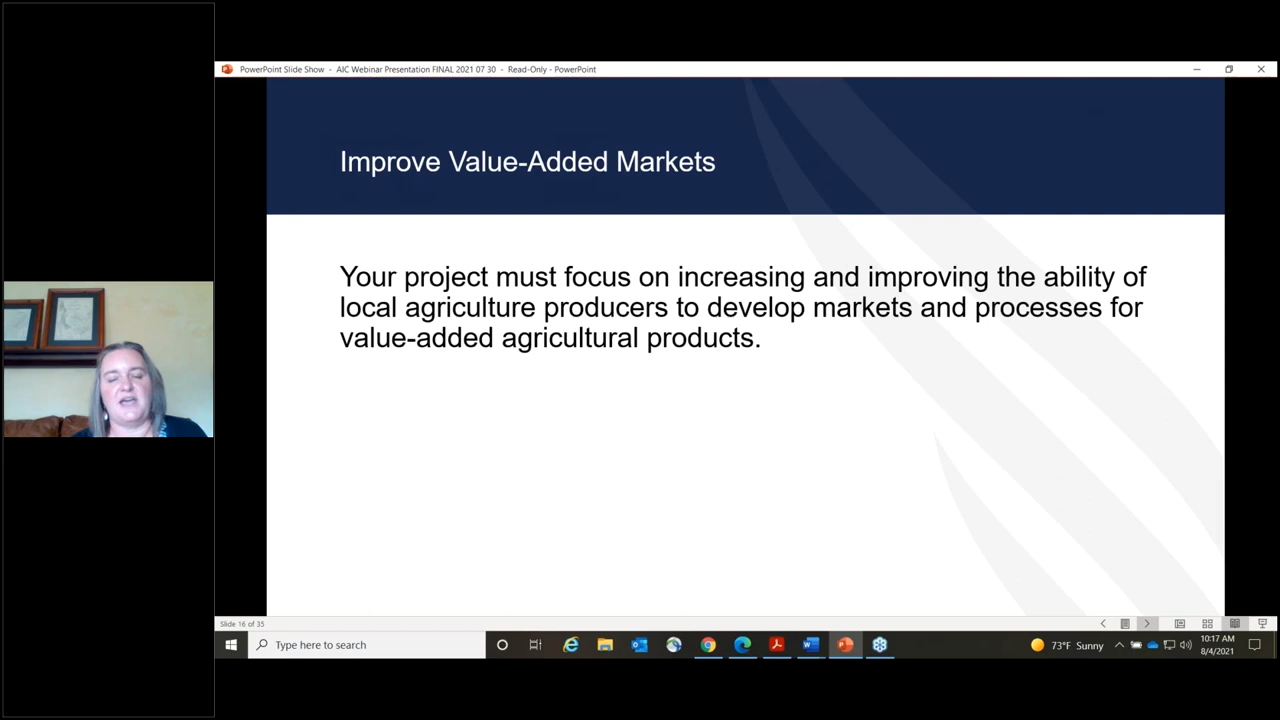 PowerPoint Slide Show - AIC Webinar Presentation FINAL 2021 07 30 - Read-Only - PowerPoint
Improve Value-Added Markets
Your project must focus on increasing and improving the ability of
local agriculture producers to develop markets and processes for
value-added agricultural products.
Slide 16 of 35
Type here to search
73°F Sunny
10:17 AM
8/4/2021